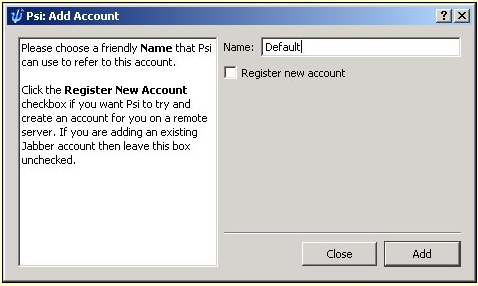 Psi: Add Account
Please choose a friendly Name that Psi
can use to refer to this account.
Click the Register New Account
checkbox if you want Psi to try and
create an account for you on a remote
server. If you are adding an existing
Jabber account then leave this box
unchecked.
Name: Default
Register new account
Close Add